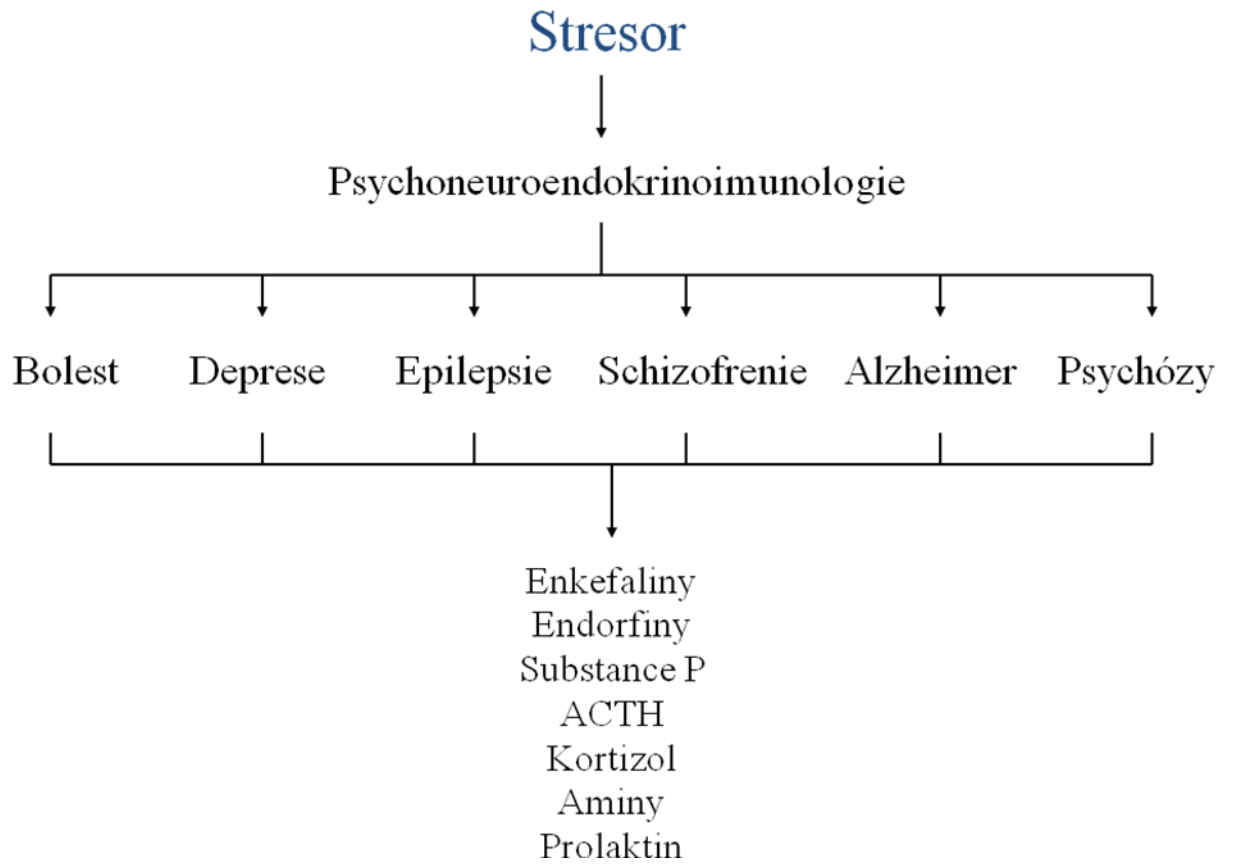 Stresor
Psychoneuroendokrinoimunologie
Bolest Deprese Epilepsie Schizofrenie Alzheimer Psychózy
Enkefaliny
Endorfiny
Substance P
ACTH
Kortizol
Aminy
Prolaktin